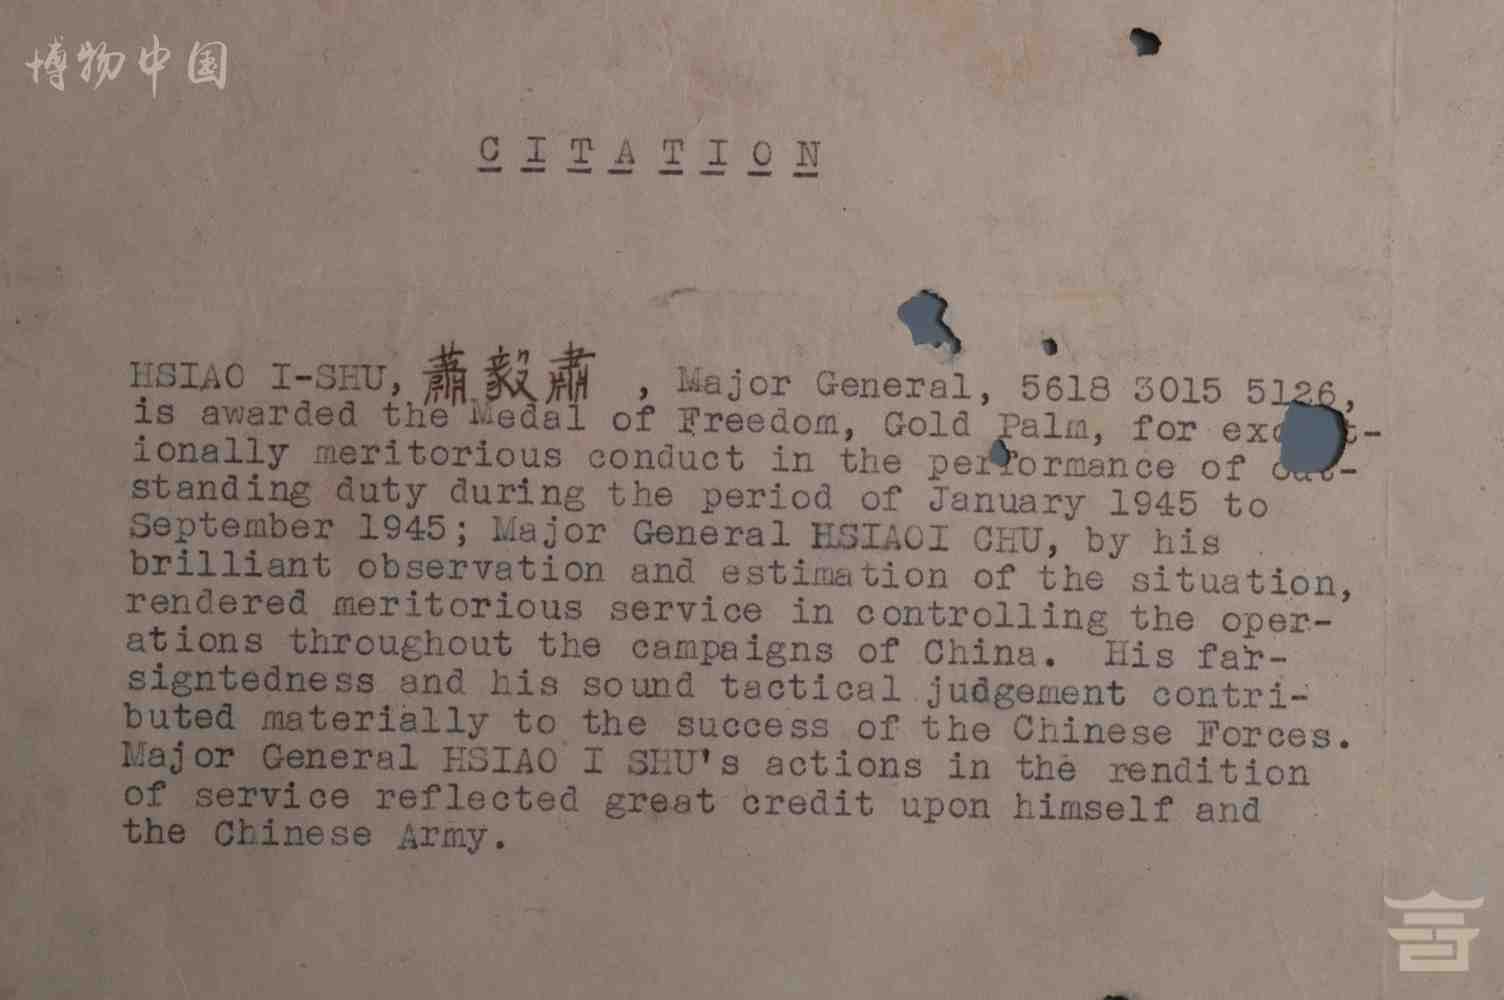 博物中国
CITATION
HSIAO I-SHU, 蕭毅肅 , Major General, 5618 3015 5126,
is awarded the Medal of Freedom, Gold Palm, for
ionally meritorious conduct in the performance of
standing duty during the period of January 1945 to
September 1945; Major General HSIAOI CHU, by his
brilliant observation and estimation of the situation,
rendered meritorious service in controlling the oper-
ations throughout the campaigns of China. His far-
signtedness and his sound tactical judgement contri-
buted materially to the success of the Chinese Forces.
Major General HSIAO I SHU's actions in the rendition
of service reflected great credit upon himself and
the Chinese Army.